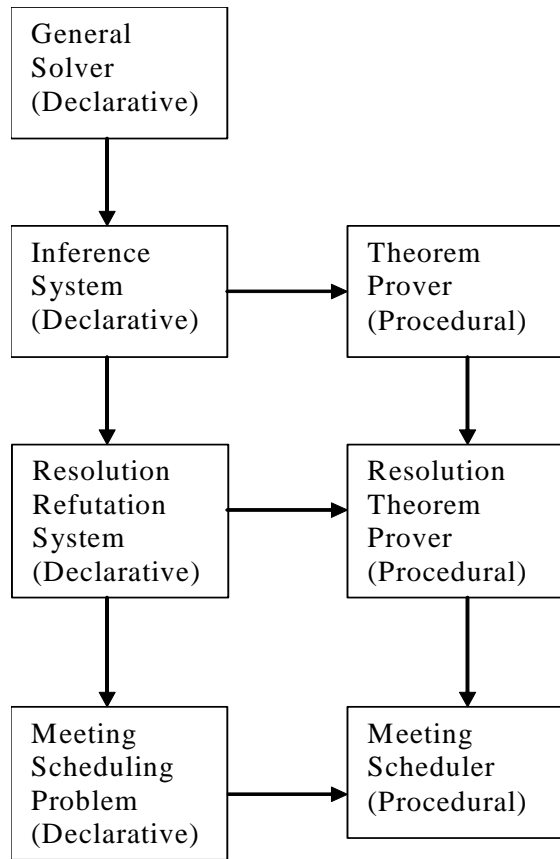 General
Solver
(Declarative)
Inference
System
(Declarative)
Theorem
Prover
(Procedural)
Resolution
Refutation
System
(Declarative)
Resolution
Theorem
Prover
(Procedural)
Meeting
Scheduling
Problem
(Declarative)
Meeting
Scheduler
(Procedural)